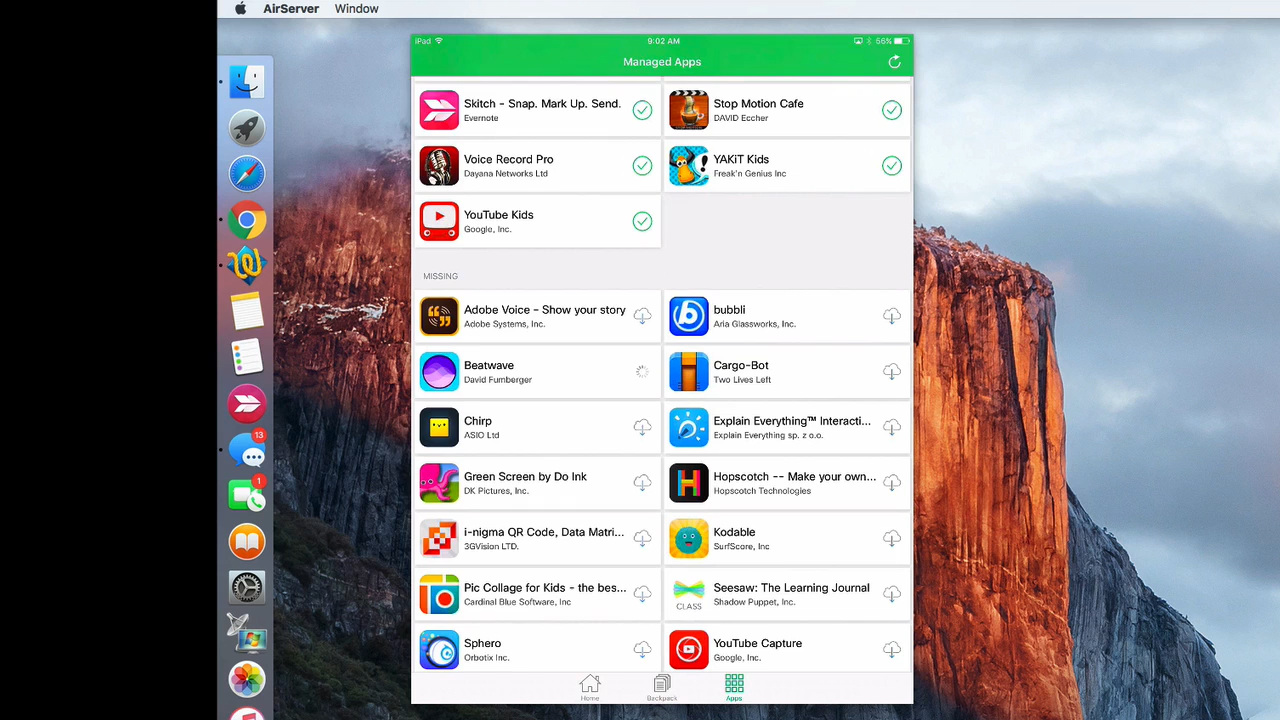 AirServer Window
iPad 9:02 AM 56%
Managed Apps
Skitch - Snap. Mark Up. Send.
Evernote
Stop Motion Cafe
DAVID Eccher
Voice Record Pro
Dayana Networks Ltd
YAKiT Kids
Freak'n Genius Inc
YouTube Kids
Google, Inc.
MISSING
Adobe Voice - Show your story
Adobe Systems, Inc.
bubbli
Aria Glassworks, Inc.
Beatwave
David Fumberger
Cargo-Bot
Two Lives Left
Chirp
ASIO Ltd
Explain Everything™ Interacti...
Explain Everything sp. z o.o.
Green Screen by Do Ink
DK Pictures, Inc.
Hopscotch -- Make your own...
Hopscotch Technologies
i-nigma QR Code, Data Matri...
3GVision LTD.
Kodable
SurfScore, Inc
Pic Collage for Kids - the bes...
Cardinal Blue Software, Inc
CLASS
Seesaw: The Learning Journal
Shadow Puppet, Inc.
Sphero
Orbotix Inc.
YouTube Capture
Google, Inc.
Home Backpack Apps
13
1